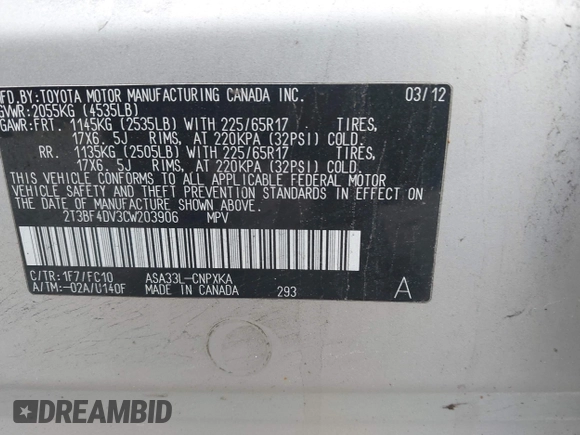 MFD.BY:TOYOTA MOTOR MANUFACTURING CANADA INC. 03/12
GVWR:2055KG (4535LB)
GAWR:FRT. 1145KG (2535LB) WITH 225/65R17 TIRES,
17X6. 5J RIMS, AT 220KPA (32PSI) COLD.
RR. 1135KG (2505LB) WITH 225/65R17 TIRES,
17X6. 5J RIMS, AT 220KPA (32PSI) COLD.
THIS VEHICLE CONFORMS TO ALL APPLICABLE FEDERAL MOTOR
VEHICLE SAFETY AND THEFT PREVENTION STANDARDS IN EFFECT ON
THE DATE OF MANUFACTURE SHOWN ABOVE.
2T3BF4DV3CW203906 MPV
C/TR:1F7/FC10 ASA33L-CNPXKA
A/TM:-02A/U140F MADE IN CANADA 293 A
DREAMBID